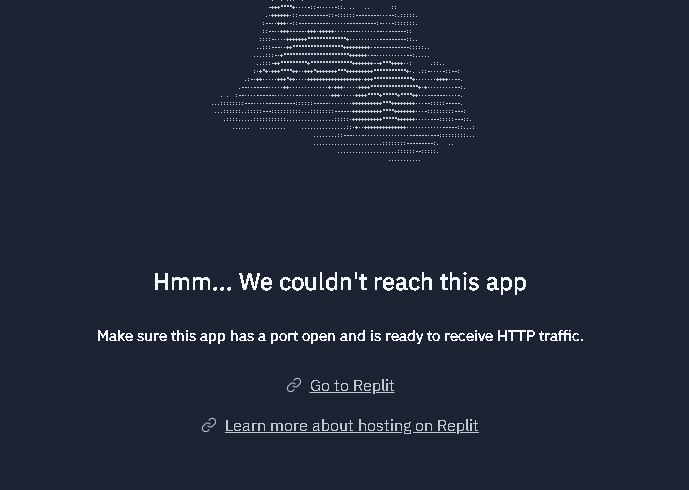 Hmm... We couldn't reach this app
Make sure this app has a port open and is ready to receive HTTP traffic.
Go to Replit
Learn more about hosting on Replit